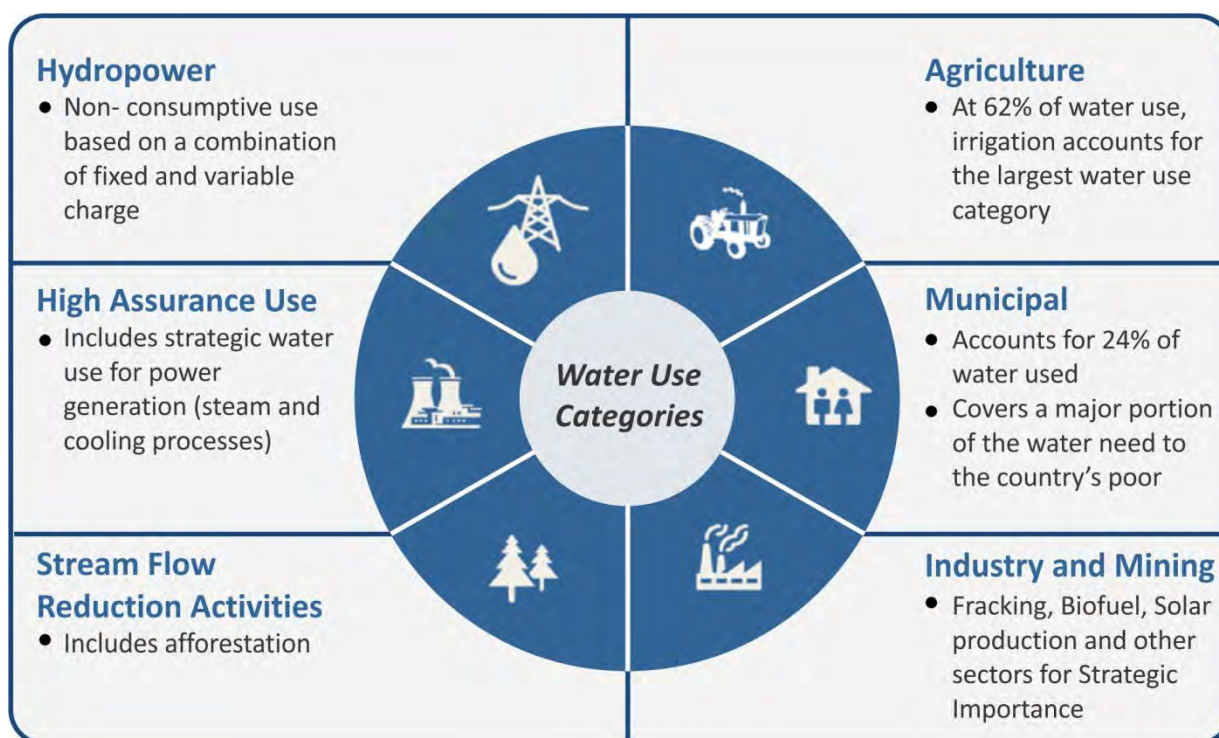 Hydropower
● Non- consumptive use
based on a combination
of fixed and variable
charge
Agriculture
● At 62% of water use,
irrigation accounts for
the largest water use
category
High Assurance Use
● Includes strategic water
use for power
generation (steam and
cooling processes)
Water Use
Categories
Municipal
● Accounts for 24% of
water used
● Covers a major portion
of the water need to
the country's poor
Stream Flow
Reduction Activities
● Includes afforestation
Industry and Mining
● Fracking, Biofuel, Solar
production and other
sectors for Strategic
Importance